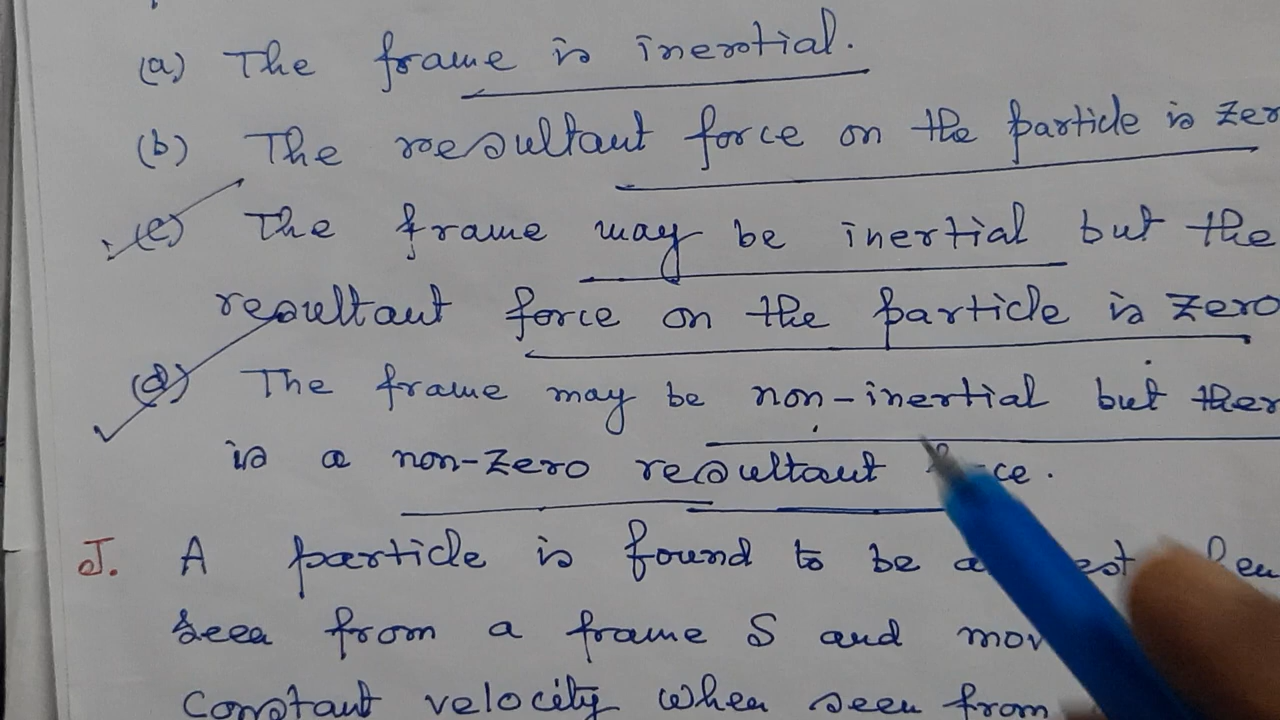 (a) The frame is inertial.
(b) The resultant force on the particle is zer
(c) The frame may be inertial but the
resultant force on the particle is zero
(d) The frame may be non-inertial but ther
is a non-zero resultant
J. A particle is found to be
seen from a frame S and mov
Constant velocity when seen from